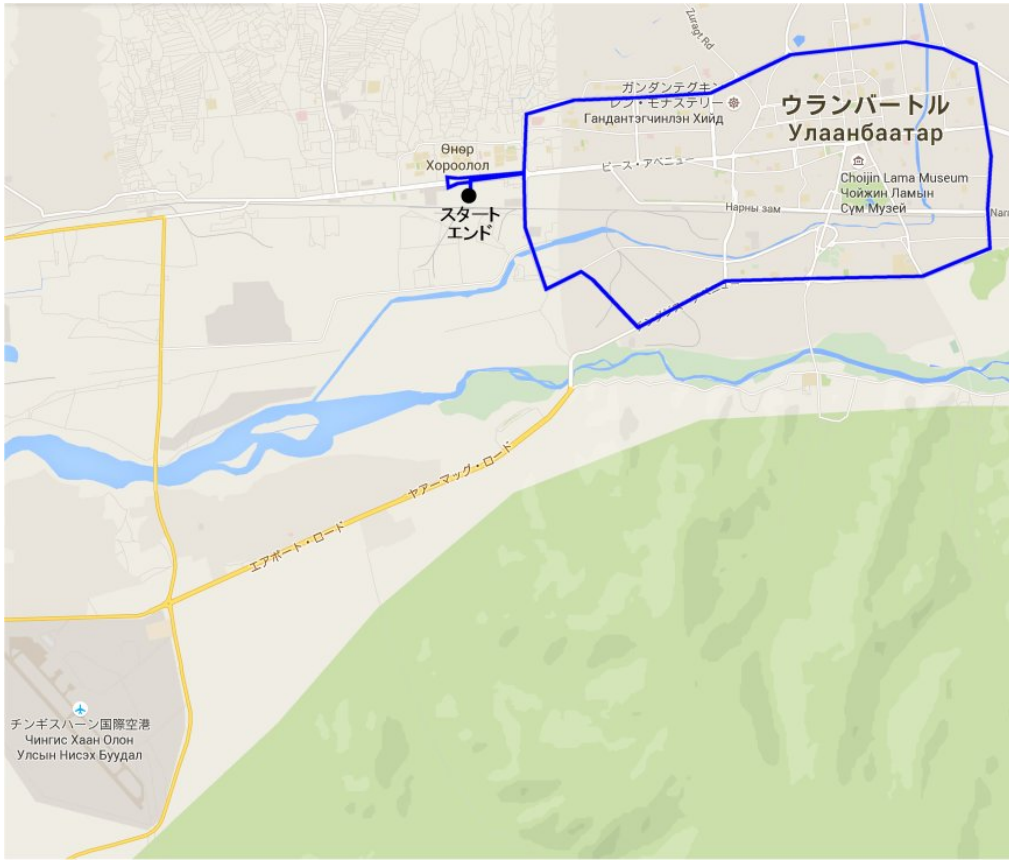 Zuragt Rd
ガンダンテグキン
レン・モナステリー
Гандантэгчинлэн Хийд
ウランバートル
Улаанбаатар
Өнөр
Хороолол
ピース・アベニュー
Choijin Lama Museum
Чойжин Ламын
Сүм Музей
スタート
エンド
Нарны зам
ヤアーマッグ・ロード
エアポート・ロード
チンギスハーン国際空港
Чингис Хаан Олон
Улсын Нисэх Буудал